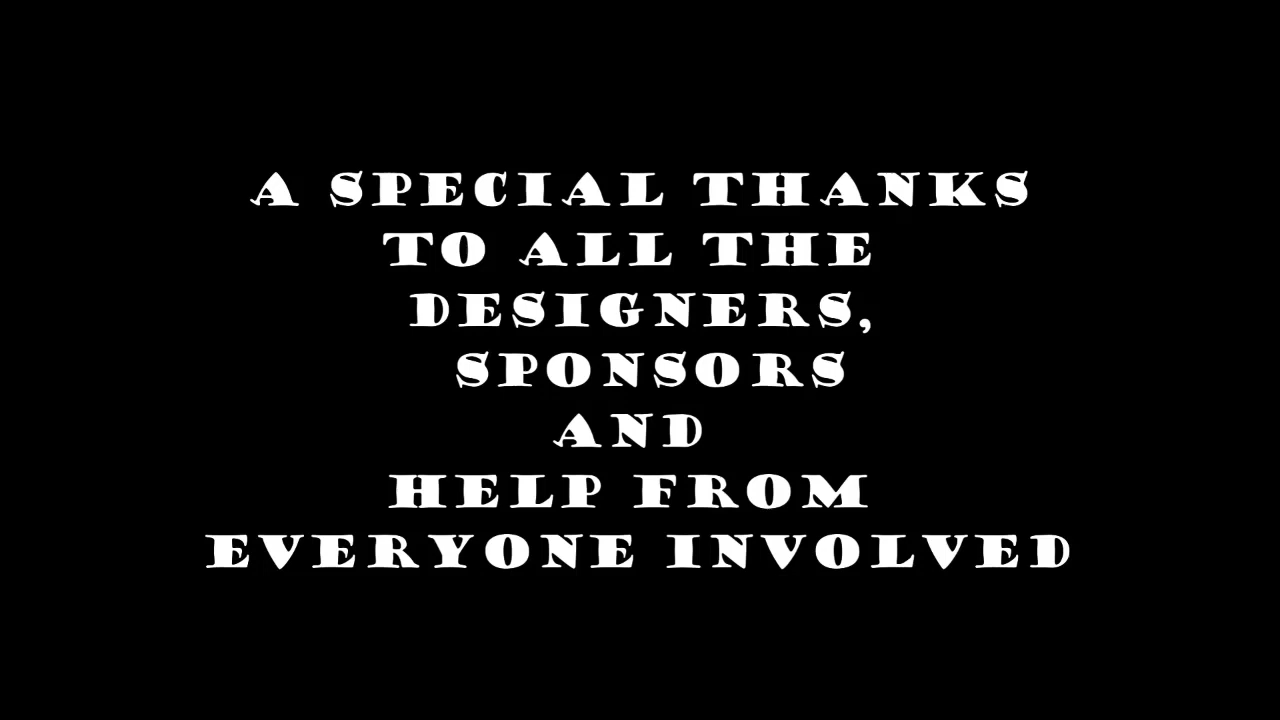 A SPECIAL THANKS
TO ALL THE
DESIGNERS,
SPONSORS
AND
HELP FROM
EVERYONE INVOLVED